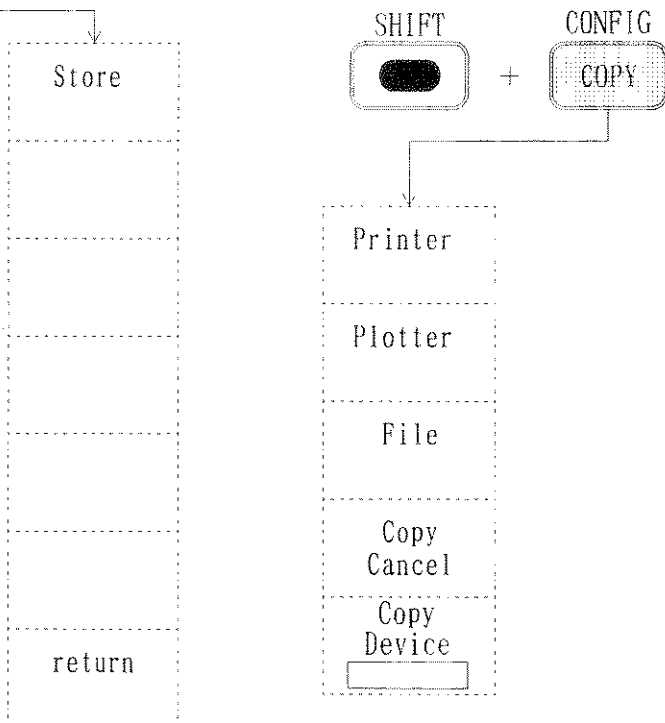 Store
return
SHIFT
CONFIG
+
COPY
Printer
Plotter
File
Copy
Cancel
Copy
Device